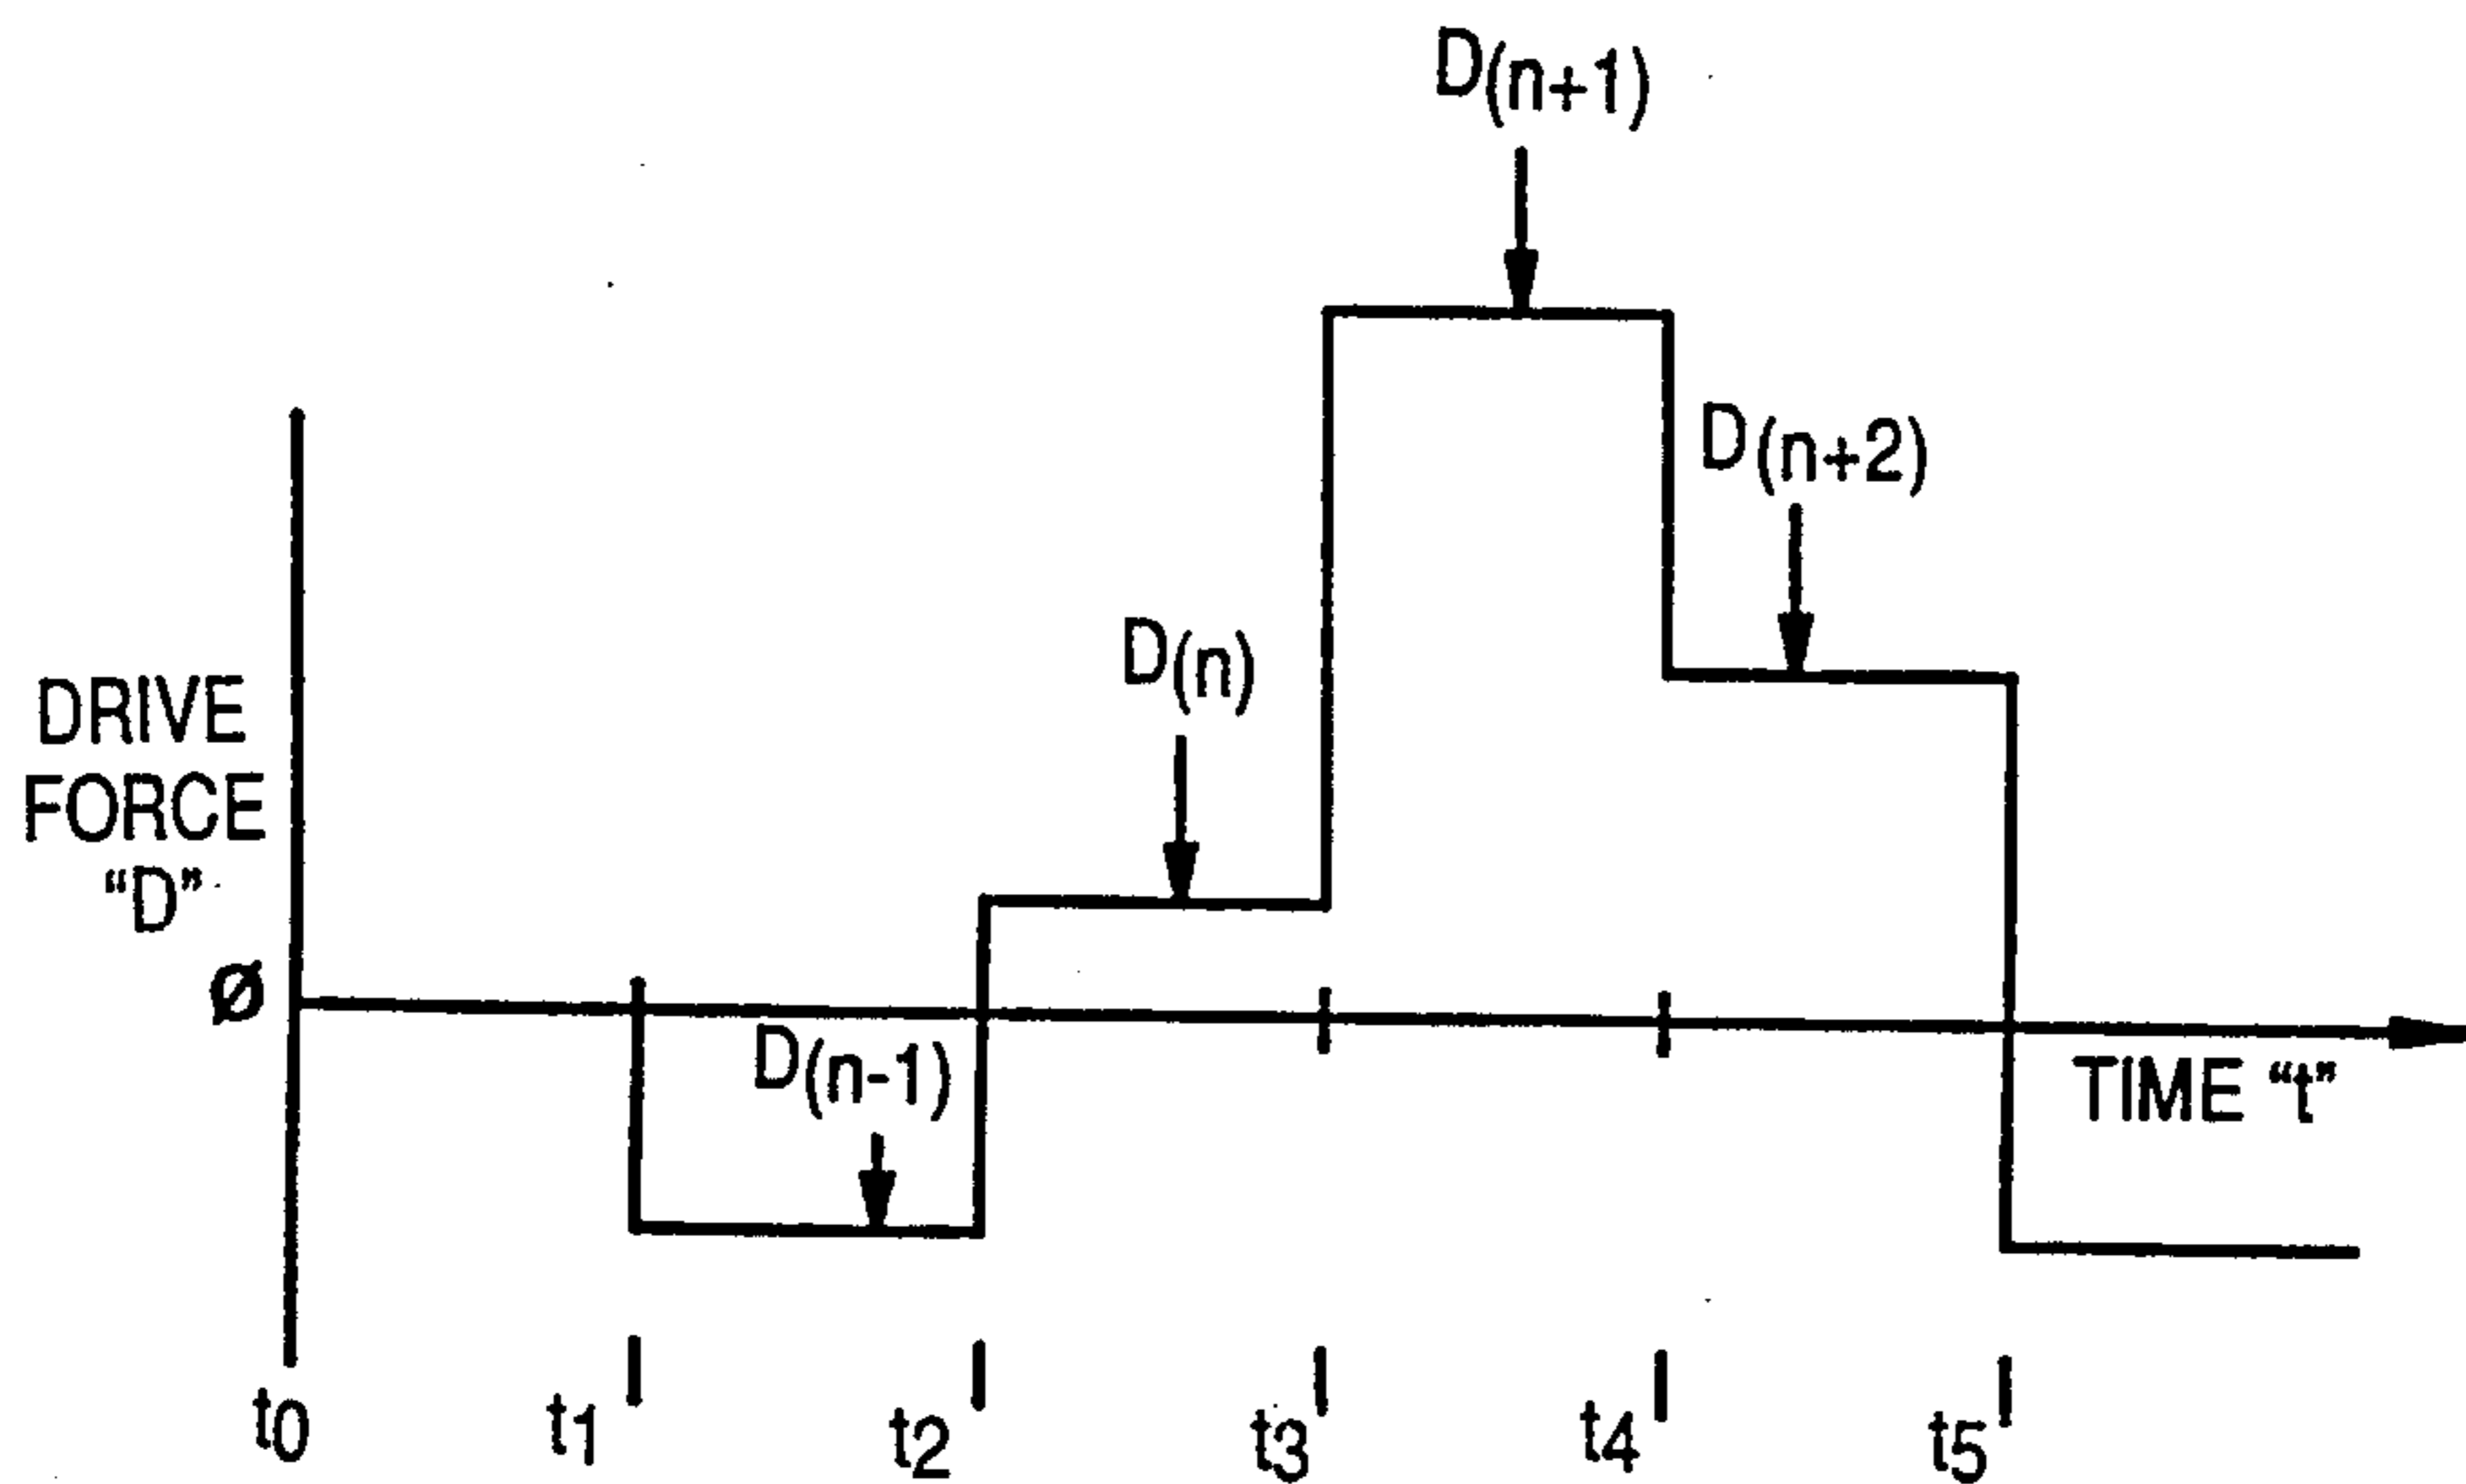 D(n+1)
D(n+2)
D(n)
DRIVE
FORCE
“D”
Ø
D(n-1)
TIME “t”
t0 t1 t2 t3 t4 t5